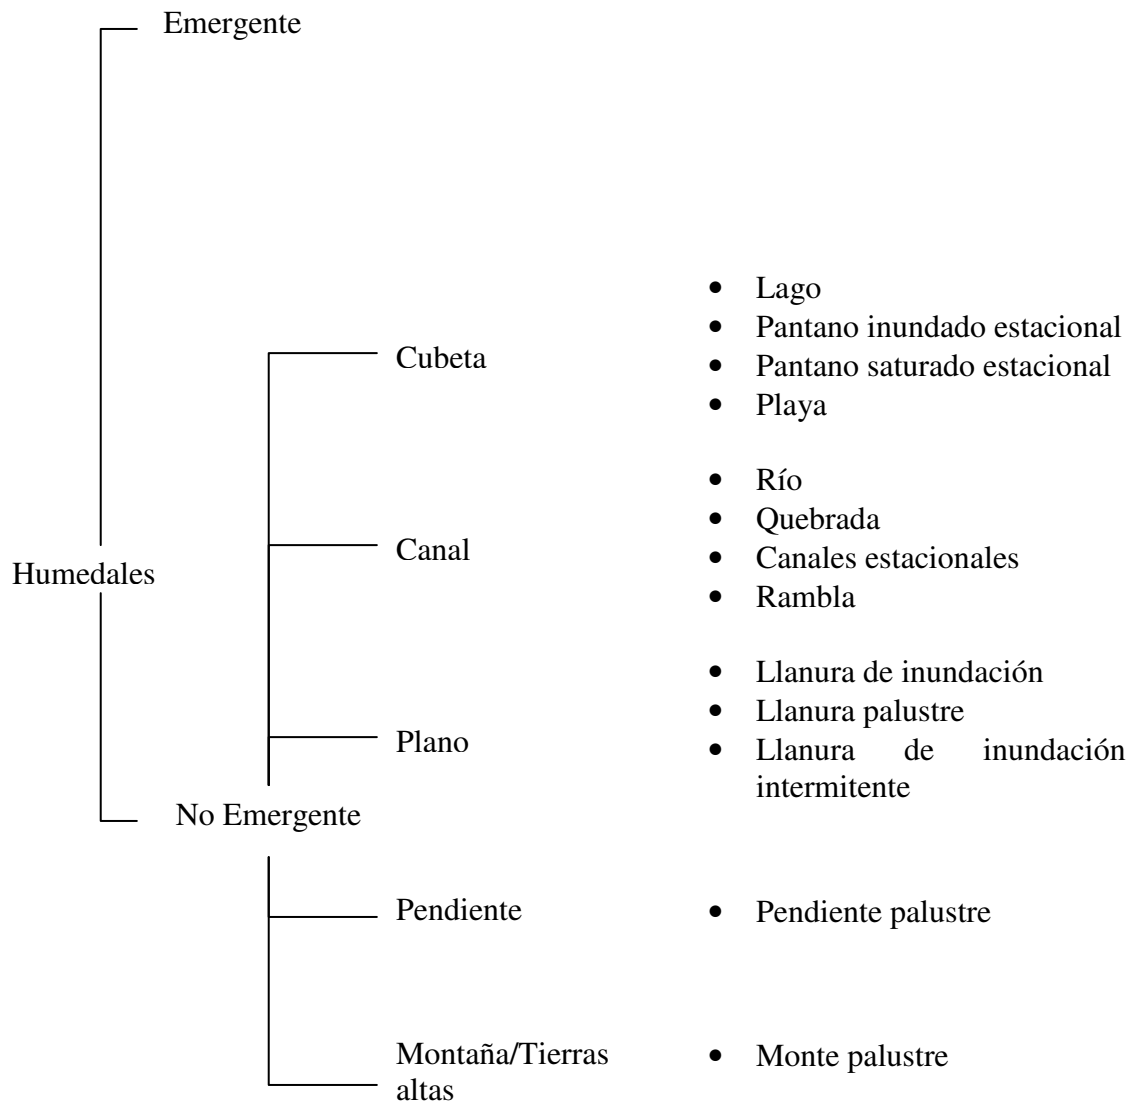 Emergente
• Lago
• Pantano inundado estacional
Cubeta
• Pantano saturado estacional
• Playa
• Río
• Quebrada
Canal
• Canales estacionales
Humedales
• Rambla
• Llanura de inundación
• Llanura palustre
Plano
• Llanura de inundación
intermitente
No Emergente
Pendiente
• Pendiente palustre
Montaña/Tierras
altas
• Monte palustre